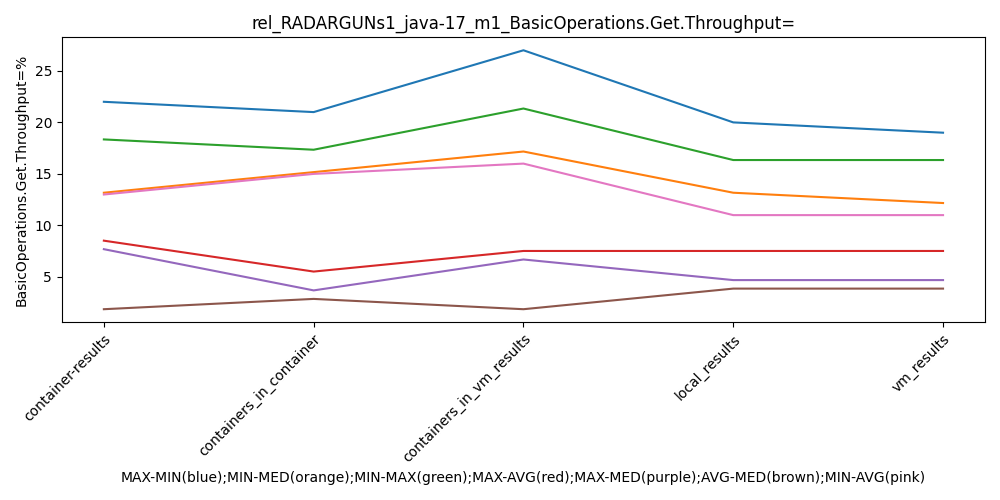 rel_RADARGUNs1_java-17_m1_BasicOperations.Get.Throughput=
BasicOperations.Get.Throughput=%
25
20
15
10
5
container-results
containers_in_container
containers_in_vm_results
local_results
vm_results
MAX-MIN(blue);MIN-MED(orange);MIN-MAX(green);MAX-AVG(red);MAX-MED(purple);AVG-MED(brown);MIN-AVG(pink)